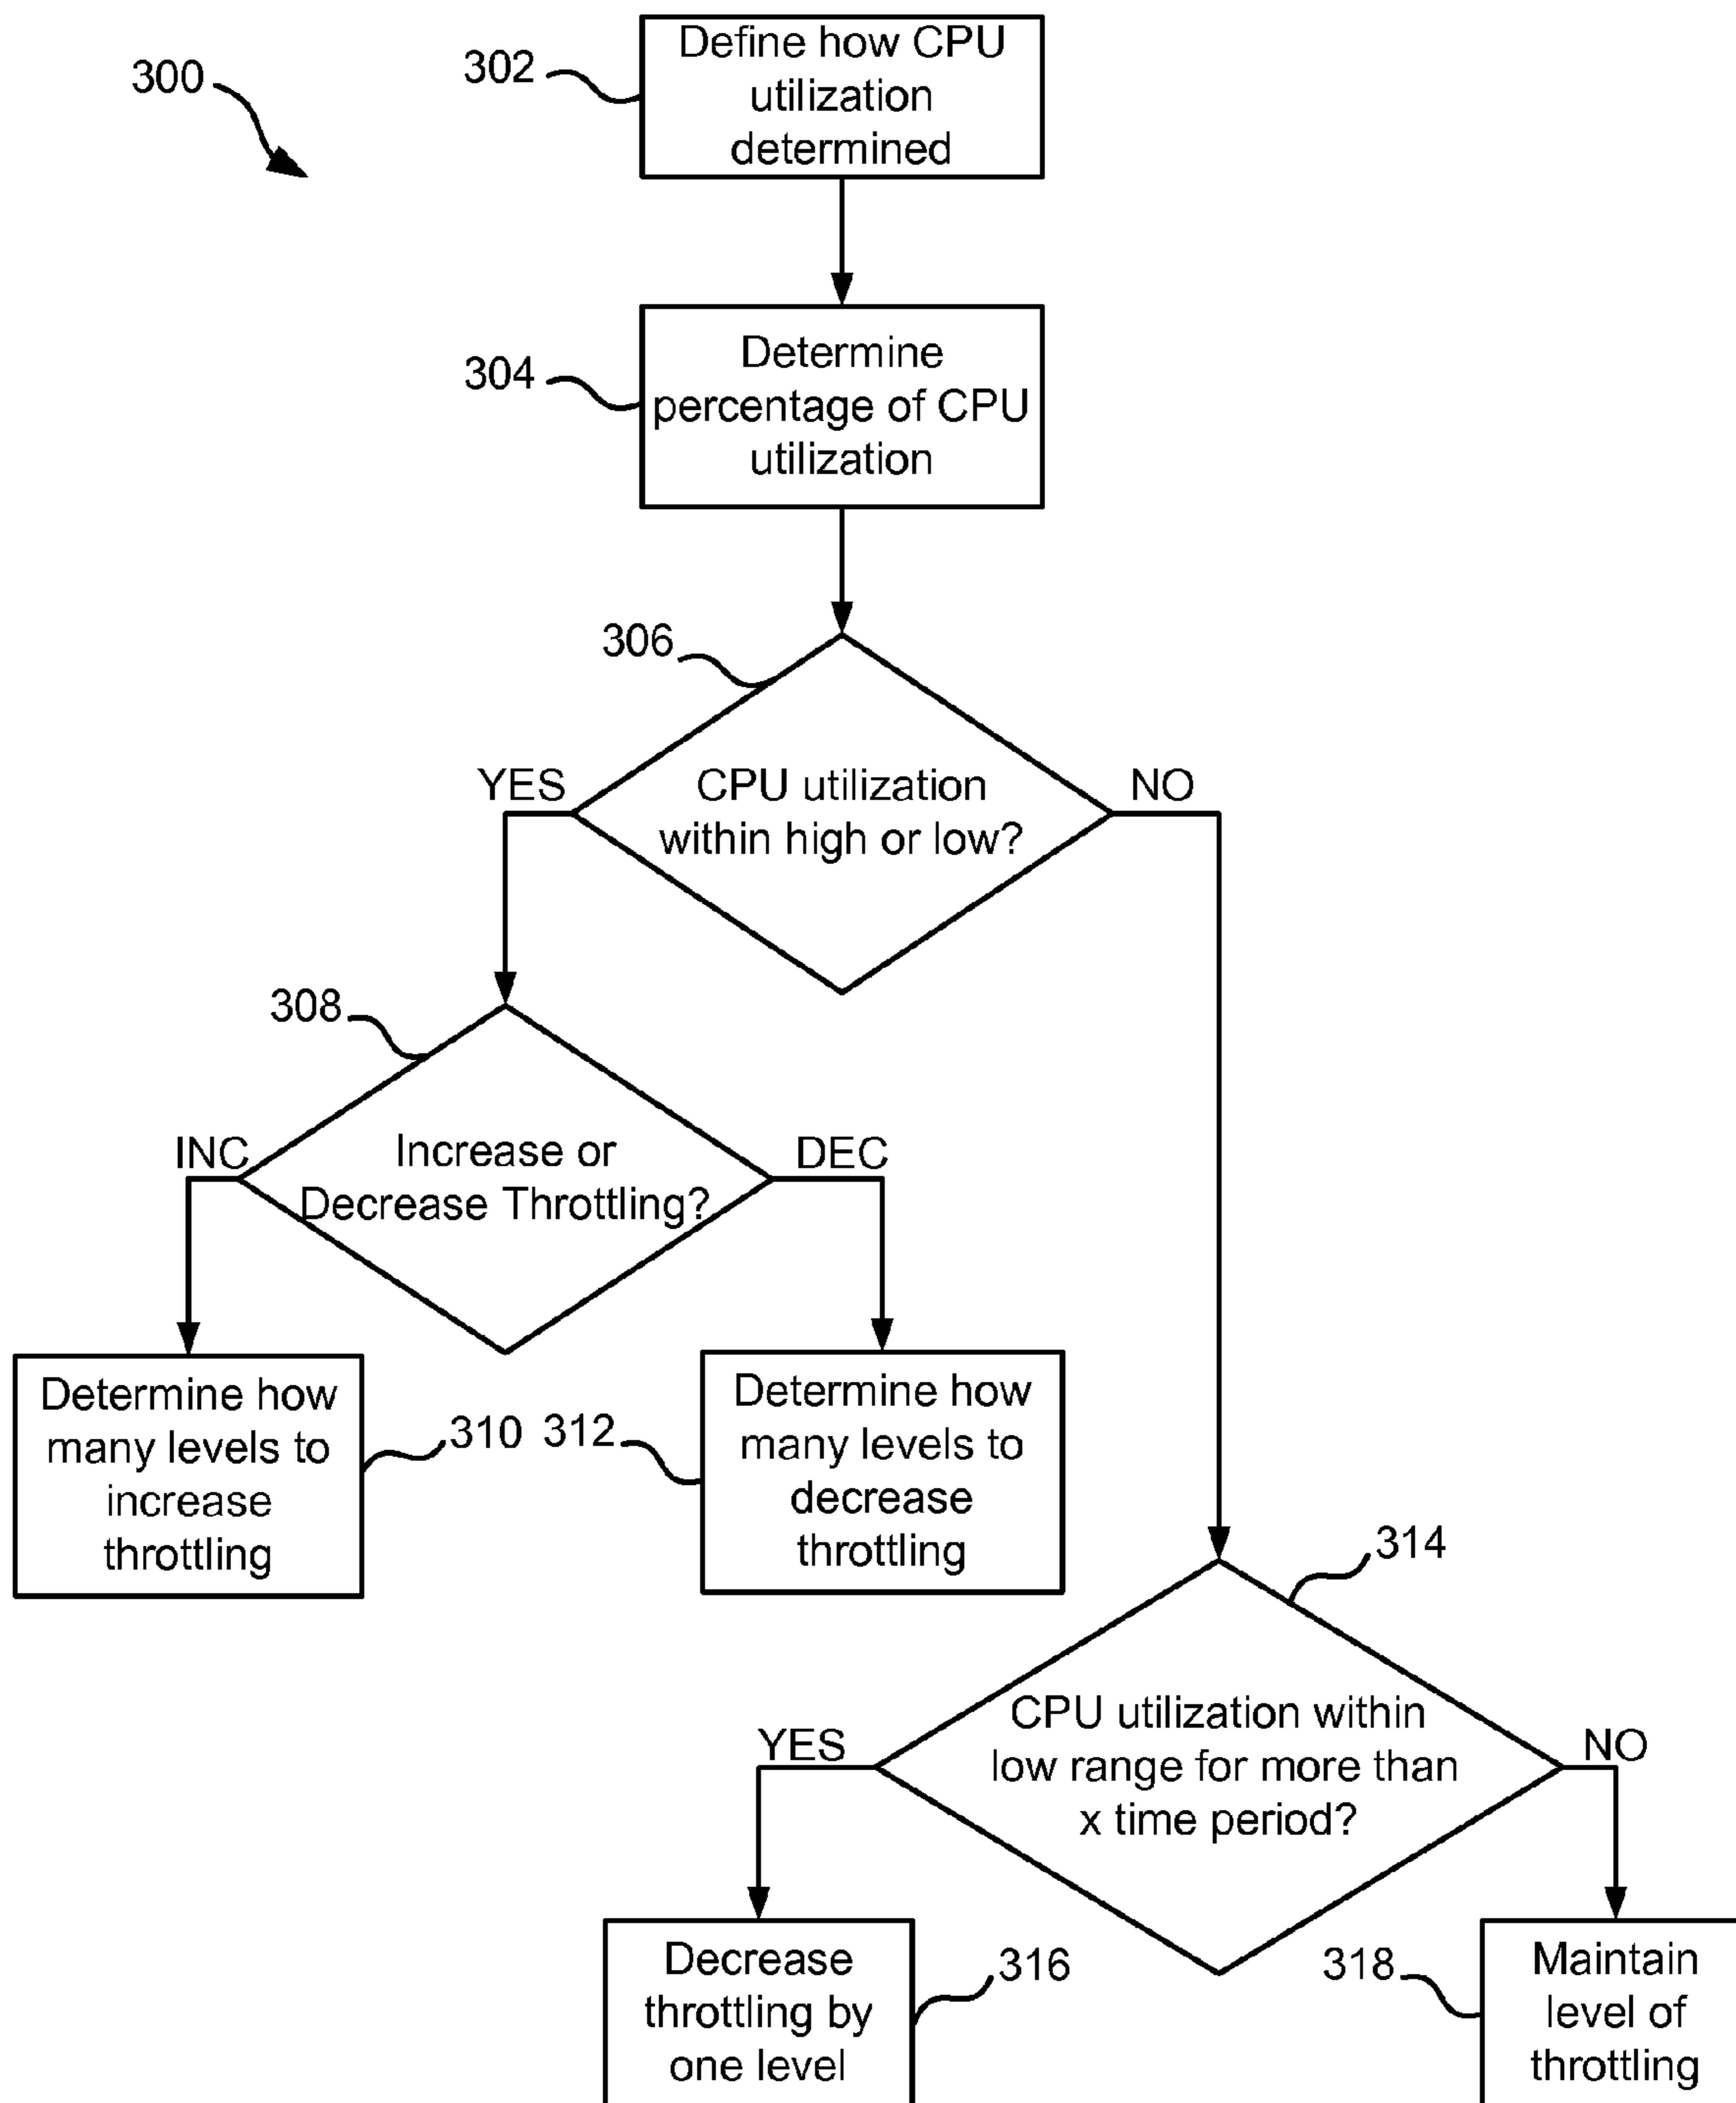 300
302
Define how CPU
utilization
determined
304
Determine
percentage of CPU
utilization
306
YES
CPU utilization
within high or low?
NO
308
INC
Increase or
Decrease Throttling?
DEC
Determine how
many levels to
increase
throttling
310
312
Determine how
many levels to
decrease
throttling
314
YES
CPU utilization within
low range for more than
x time period?
NO
Decrease
throttling by
one level
316
318
Maintain
level of
throttling